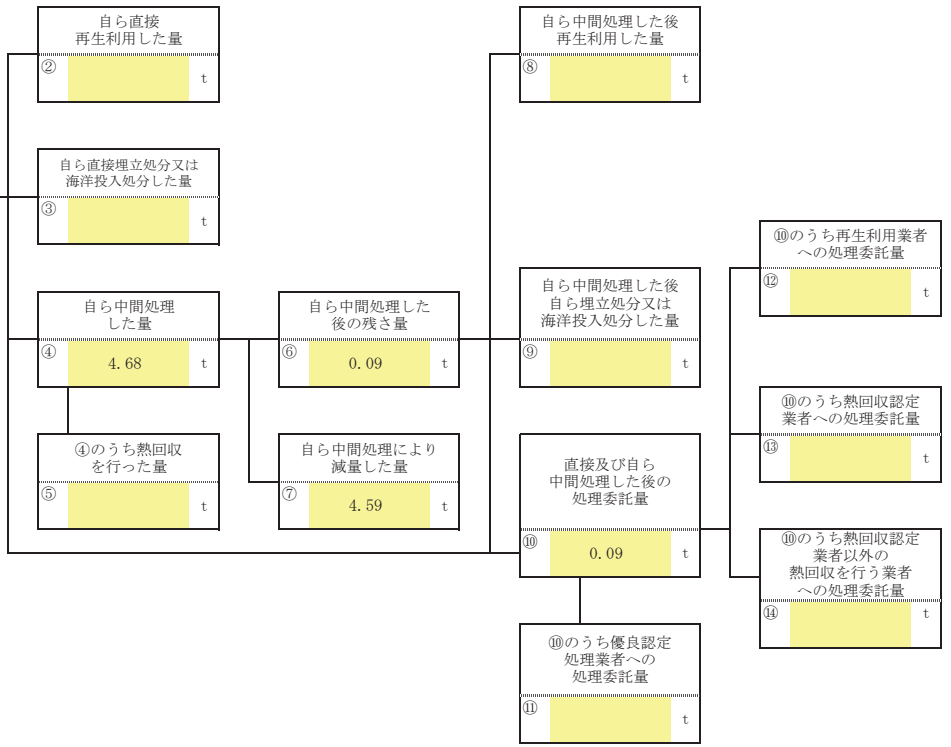 自ら直接
再生利用した量
② t
自ら直接埋立処分又は
海洋投入処分した量
③ t
自ら中間処理
した量
④ 4.68 t
④のうち熱回収
を行った量
⑤ t
自ら中間処理した
後の残さ量
⑥ 0.09 t
自ら中間処理により
減量した量
⑦ 4.59 t
自ら中間処理した後
再生利用した量
⑧ t
自ら中間処理した後
自ら埋立処分又は
海洋投入処分した量
⑨ t
直接及び自ら
中間処理した後の
処理委託量
⑩ 0.09 t
⑩のうち優良認定
処理業者への
処理委託量
⑪ t
⑩のうち再生利用業者
への処理委託量
⑫ t
⑩のうち熱回収認定
業者への処理委託量
⑬ t
⑩のうち熱回収認定
業者以外の
熱回収を行う業者
への処理委託量
⑭ t